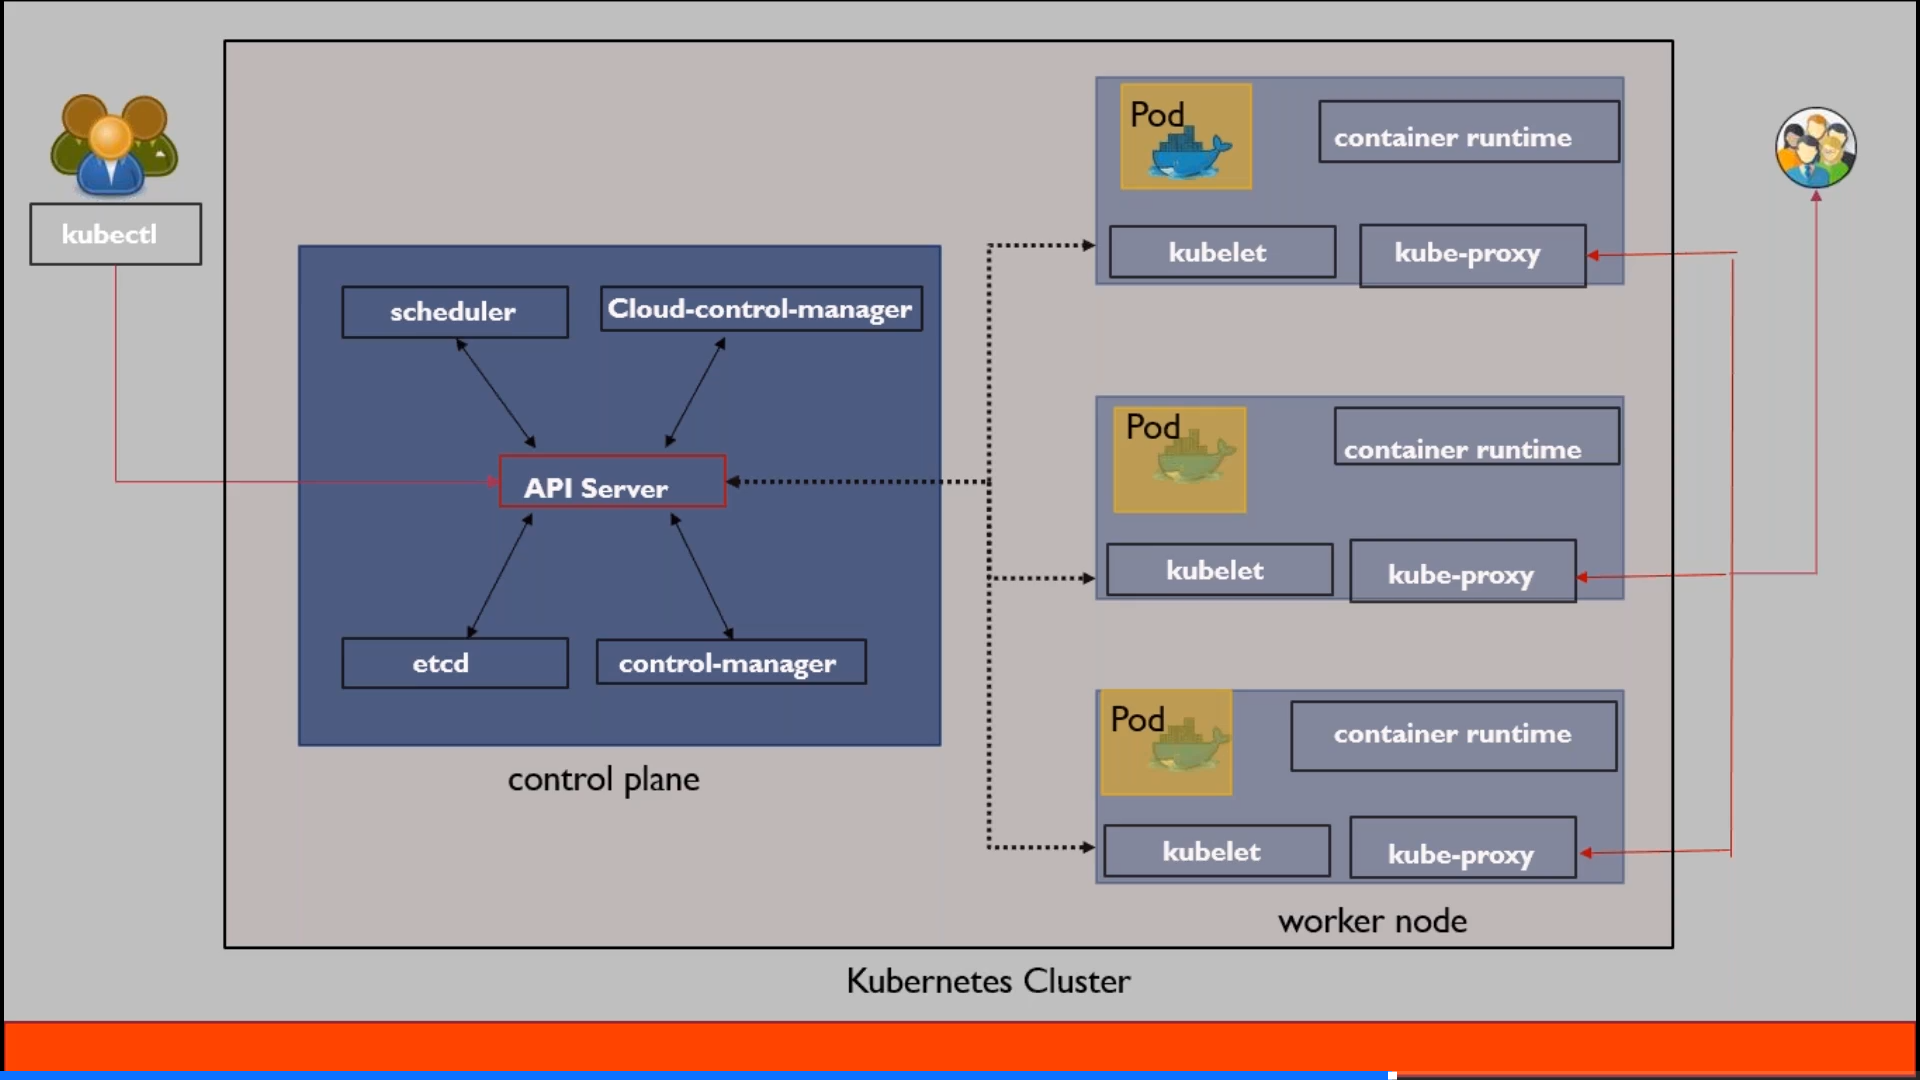 kubectl
scheduler
Cloud-control-manager
API Server
etcd
control-manager
control plane
Pod
container runtime
kubelet
kube-proxy
Pod
container runtime
kubelet
kube-proxy
Pod
container runtime
kubelet
kube-proxy
worker node
Kubernetes Cluster